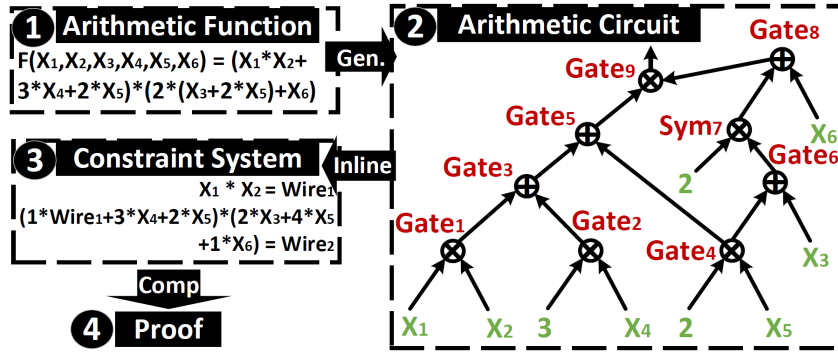 1 Arithmetic Function
F(X1,X2,X3,X4,X5,X6) = (X1*X2+
3*X4+2*X5)*(2*(X3+2*X5)+X6)
Gen.
2 Arithmetic Circuit
Gate8
Gate9
Gate5
Sym7
X6
Gate6
2
Gate3
Gate1
Gate2
Gate4
X3
X1
X2
3
X4
2
X5
Inline
3 Constraint System
X1 * X2 = Wire1
(1*Wire1+3*X4+2*X5)*(2*X3+4*X5
+1*X6) = Wire2
Comp
4 Proof